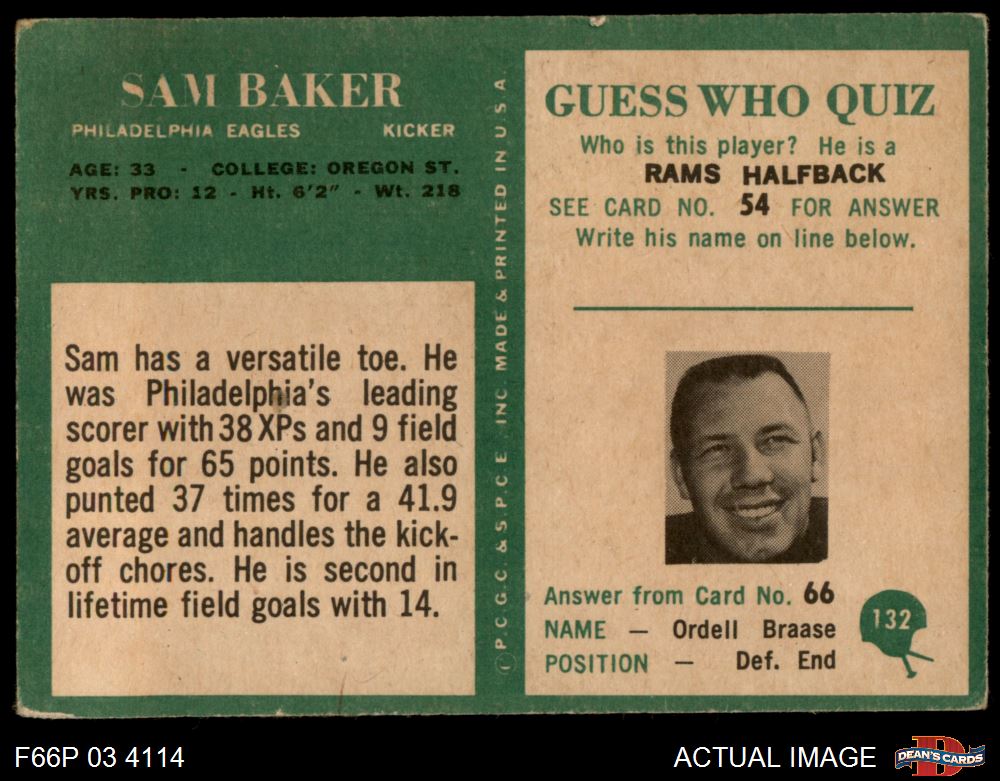 SAM BAKER
PHILADELPHIA EAGLES KICKER
AGE: 33 - COLLEGE: OREGON ST.
YRS. PRO: 12 - Ht. 6'2" - Wt. 218
Sam has a versatile toe. He
was Philadelphia's leading
scorer with 38 XPs and 9 field
goals for 65 points. He also
punted 37 times for a 41.9
average and handles the kick-
off chores. He is second in
lifetime field goals with 14.
©P.C.G.C. & S.P.C.E. INC. MADE & PRINTED IN U.S.A.
GUESS WHO QUIZ
Who is this player? He is a
RAMS HALFBACK
SEE CARD NO. 54 FOR ANSWER
Write his name on line below.
Answer from Card No. 66
NAME — Ordell Braase
POSITION — Def. End
132
F66P 03 4114
ACTUAL IMAGE
D
DEAN'S CARDS